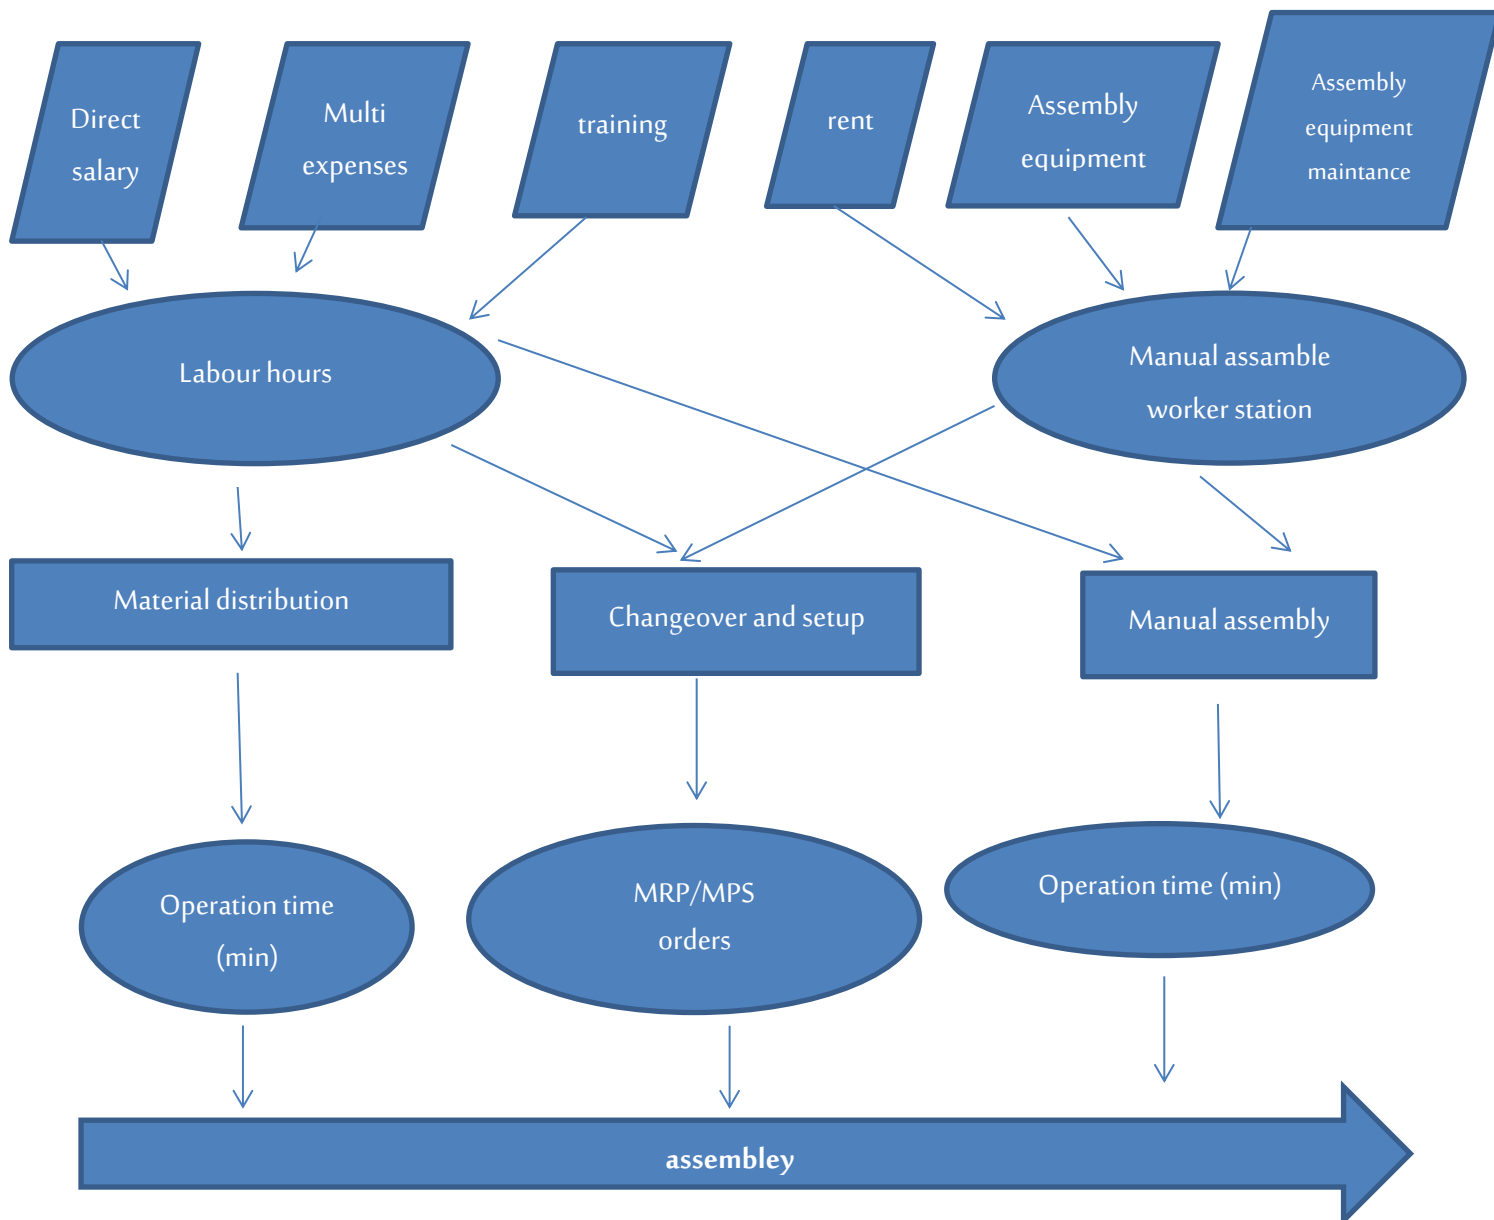 Direct
salary
Multi
expenses
training
rent
Assembly
equipment
Assembly
equipment
maintance
Labour hours
Manual assamble
worker station
Material distribution
Changeover and setup
Manual assembly
Operation time
(min)
MRP/MPS
orders
Operation time (min)
assembley